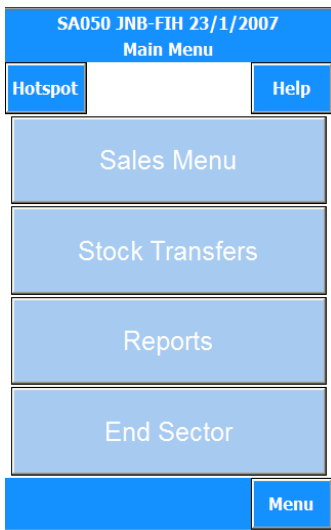 SA050 JNB-FIH 23/1/2007
Main Menu
Hotspot
Help
Sales Menu
Stock Transfers
Reports
End Sector
Menu